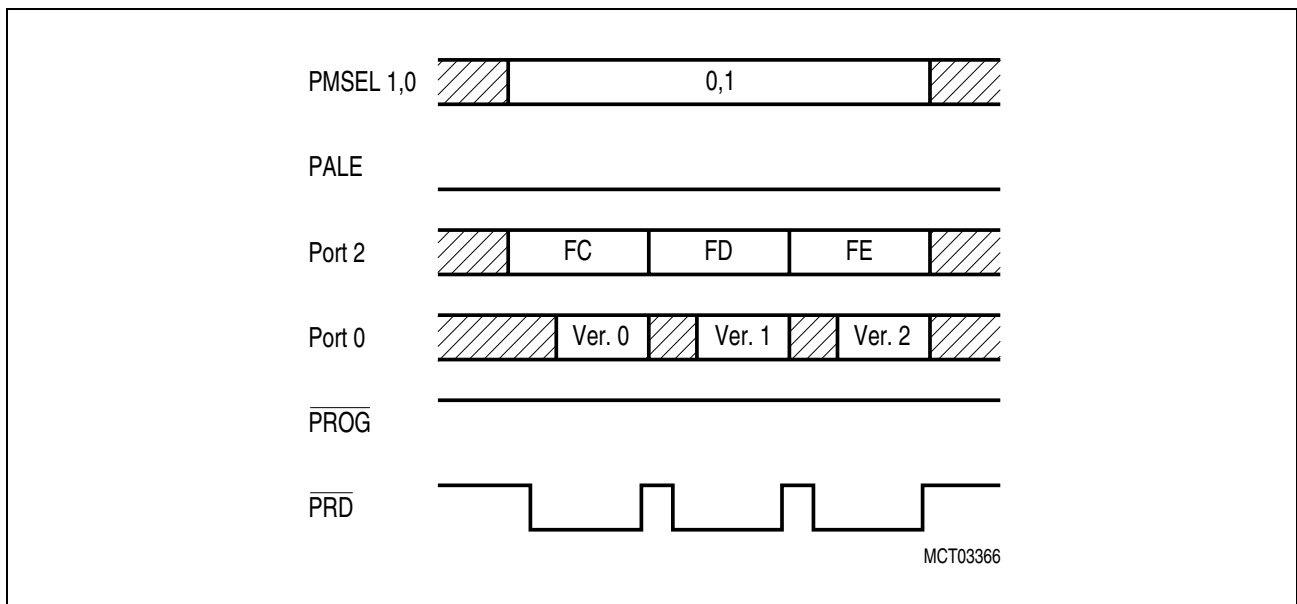 PMSEL 1,0
0,1
PALE
Port 2
FC
FD
FE
Port 0
Ver. 0
Ver. 1
Ver. 2
PROG
PRD
MCT03366